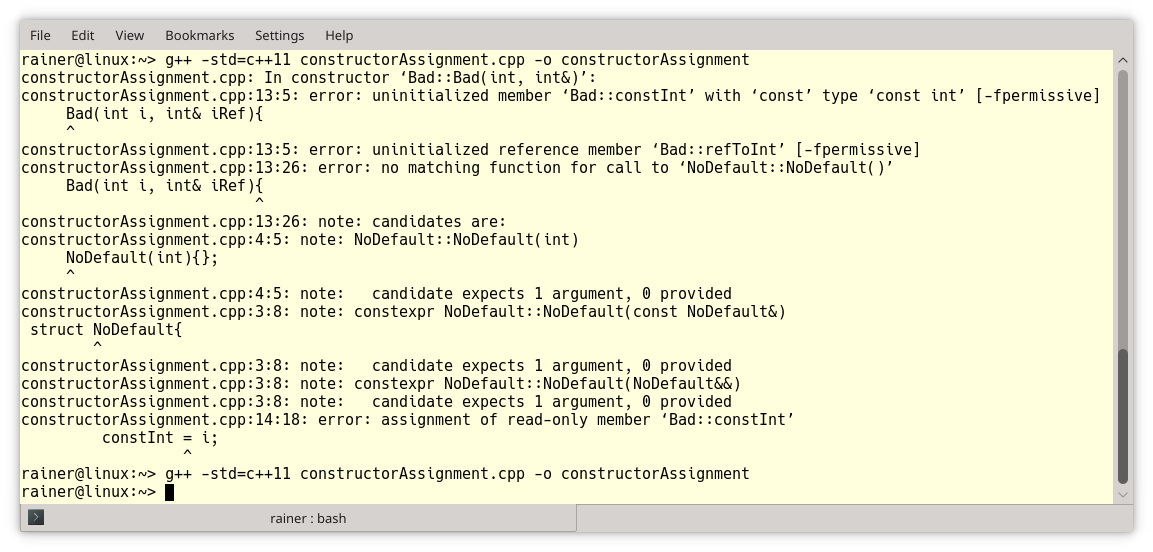 File Edit View Bookmarks Settings Help
rainer@linux:~> g++ -std=c++11 constructorAssignment.cpp -o constructorAssignment
constructorAssignment.cpp: In constructor ‘Bad::Bad(int, int&)’:
constructorAssignment.cpp:13:5: error: uninitialized member ‘Bad::constInt’ with ‘const’ type ‘const int’ [-fpermissive]
     Bad(int i, int& iRef){
     ^
constructorAssignment.cpp:13:5: error: uninitialized reference member ‘Bad::refToInt’ [-fpermissive]
constructorAssignment.cpp:13:26: error: no matching function for call to ‘NoDefault::NoDefault()’
     Bad(int i, int& iRef){
                          ^
constructorAssignment.cpp:13:26: note: candidates are:
constructorAssignment.cpp:4:5: note: NoDefault::NoDefault(int)
     NoDefault(int){};
     ^
constructorAssignment.cpp:4:5: note:   candidate expects 1 argument, 0 provided
constructorAssignment.cpp:3:8: note: constexpr NoDefault::NoDefault(const NoDefault&)
 struct NoDefault{
        ^
constructorAssignment.cpp:3:8: note:   candidate expects 1 argument, 0 provided
constructorAssignment.cpp:3:8: note: constexpr NoDefault::NoDefault(NoDefault&&)
constructorAssignment.cpp:3:8: note:   candidate expects 1 argument, 0 provided
constructorAssignment.cpp:14:18: error: assignment of read-only member ‘Bad::constInt’
         constInt = i;
                  ^
rainer@linux:~> g++ -std=c++11 constructorAssignment.cpp -o constructorAssignment
rainer@linux:~>
rainer : bash